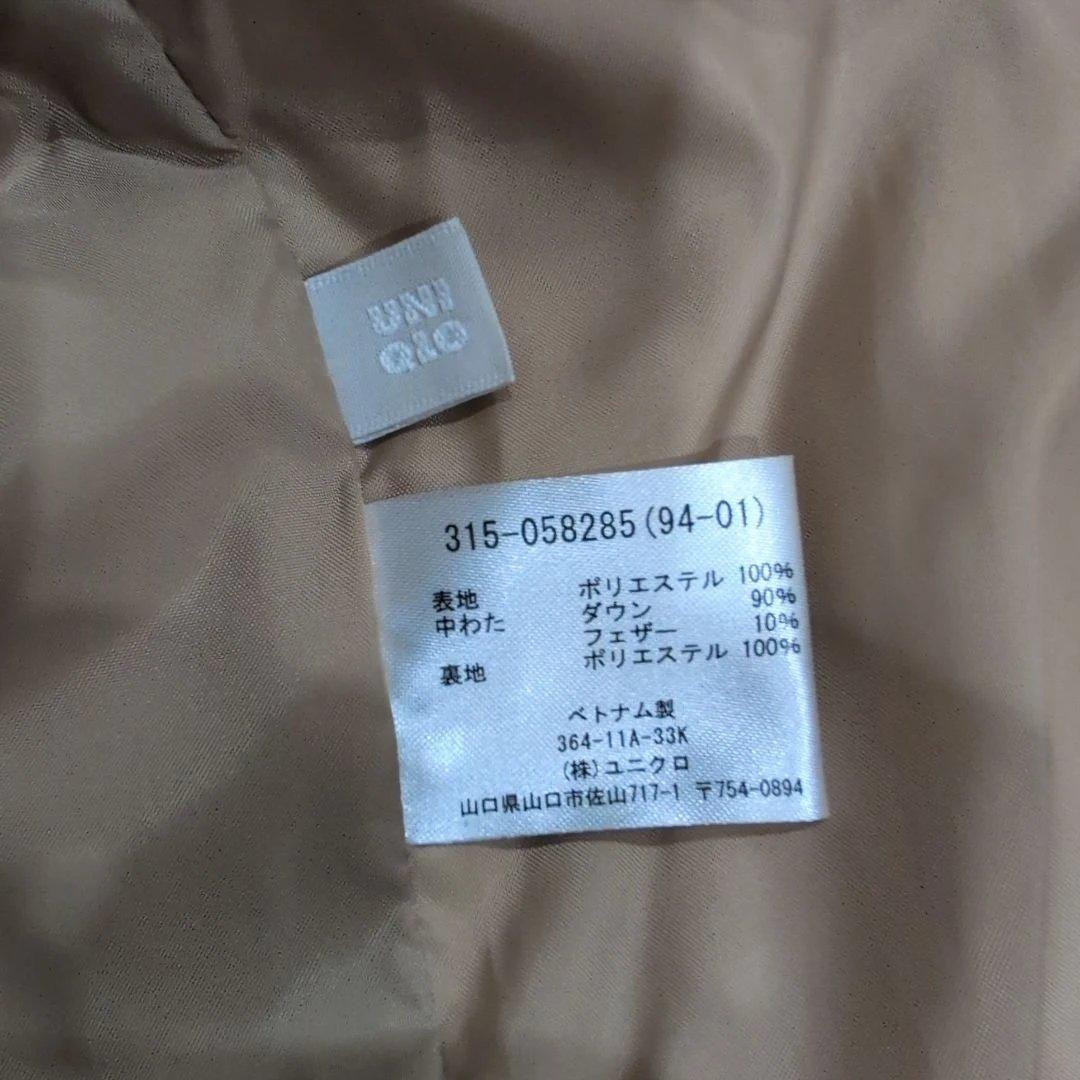 UNI
QLO
315-058285(94-01)
表地 ポリエステル 100%
中わた ダウン 90%
フェザー 10%
裏地 ポリエステル 100%
ベトナム製
364-11A-33K
(株)ユニクロ
山口県山口市佐山717-1 〒754-0894